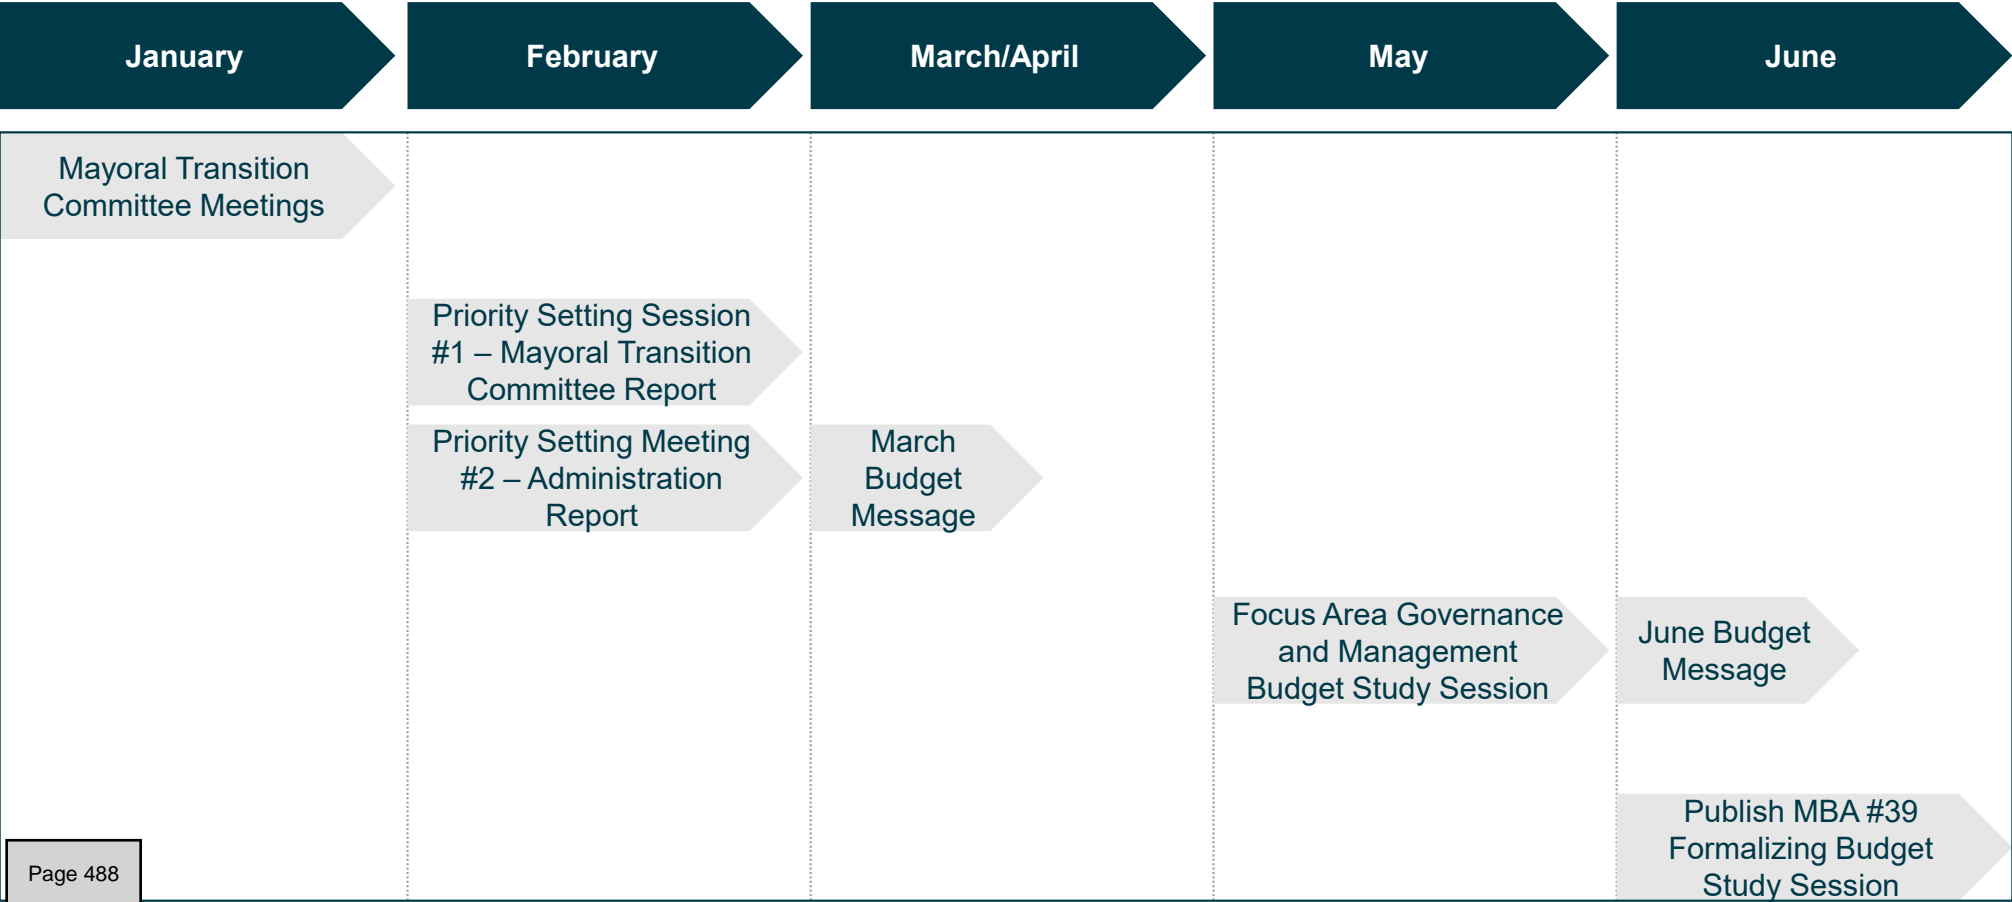 January
February
March/April
May
June
Mayoral Transition
Committee Meetings
Priority Setting Session
#1 – Mayoral Transition
Committee Report
Priority Setting Meeting
#2 – Administration
Report
March
Budget
Message
Focus Area Governance
and Management
Budget Study Session
June Budget
Message
Publish MBA #39
Formalizing Budget
Study Session
Page 488